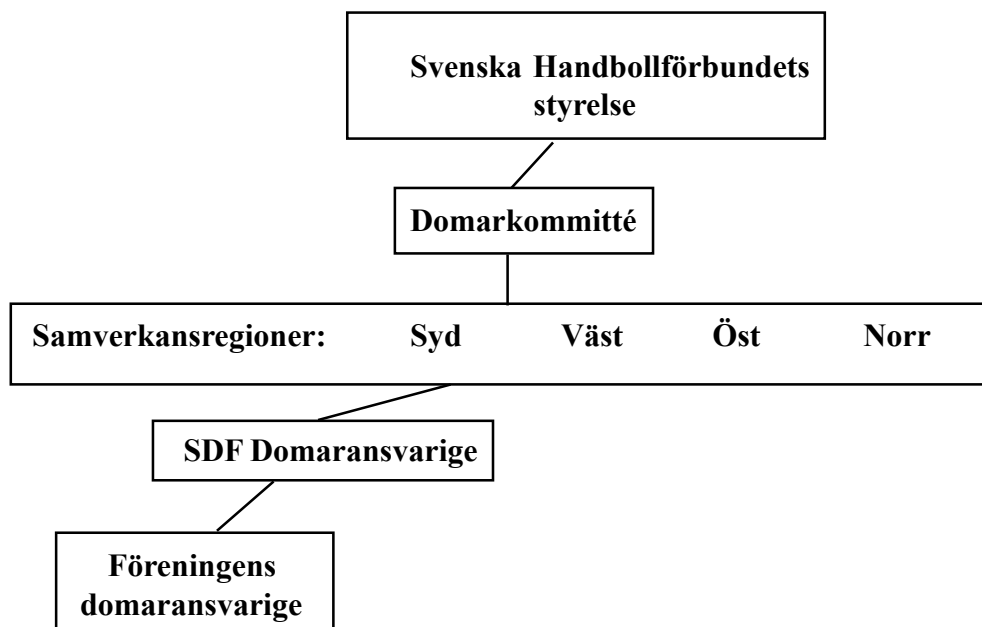 Svenska Handbollförbundets
styrelse
Domarkommitté
Samverkansregioner: Syd Väst Öst Norr
SDF Domaransvarige
Föreningens
domaransvarige